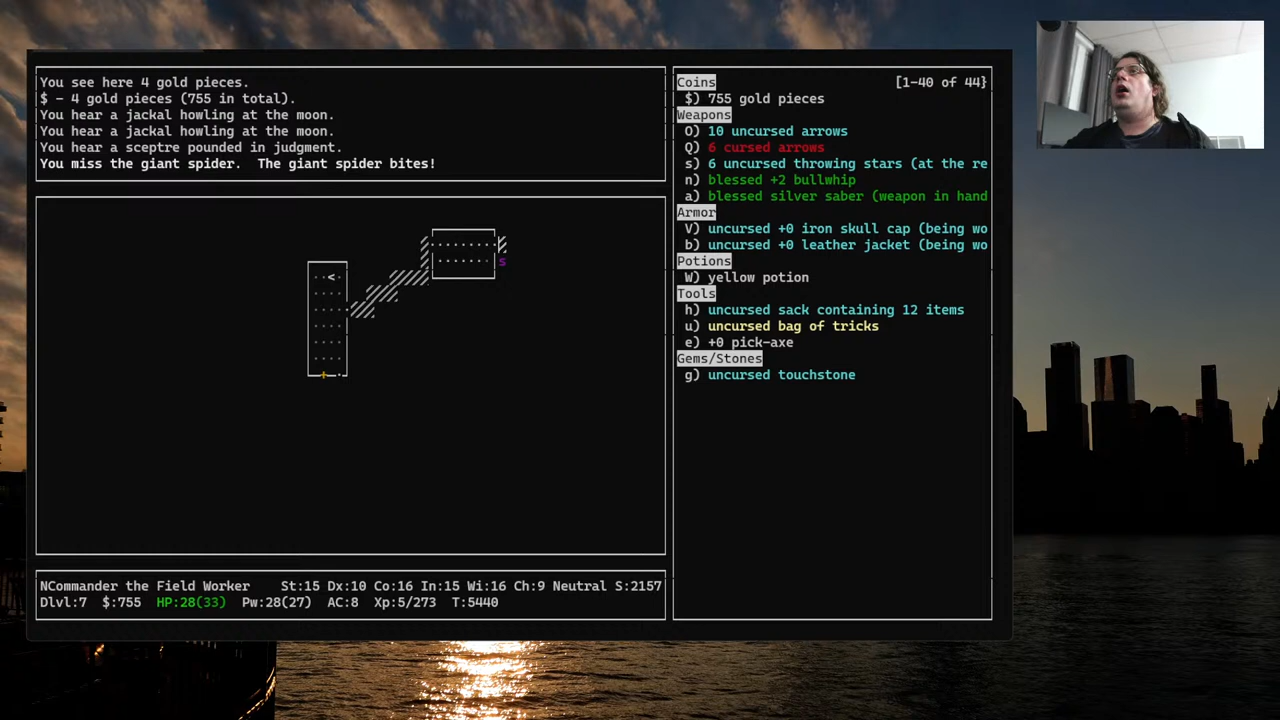 You see here 4 gold pieces.
$ - 4 gold pieces (755 in total).
You hear a jackal howling at the moon.
You hear a jackal howling at the moon.
You hear a sceptre pounded in judgment.
You miss the giant spider.  The giant spider bites!
<
s
+
NCommander the Field Worker    St:15 Dx:10 Co:16 In:15 Wi:16 Ch:9 Neutral S:2157
Dlvl:7  $:755  HP:28(33)  Pw:28(27)  AC:8  Xp:5/273  T:5440
Coins [1-40 of 44}
$) 755 gold pieces
Weapons
O) 10 uncursed arrows
Q) 6 cursed arrows
s) 6 uncursed throwing stars (at the re
n) blessed +2 bullwhip
a) blessed silver saber (weapon in hand
Armor
V) uncursed +0 iron skull cap (being wo
b) uncursed +0 leather jacket (being wo
Potions
W) yellow potion
Tools
h) uncursed sack containing 12 items
u) uncursed bag of tricks
e) +0 pick-axe
Gems/Stones
g) uncursed touchstone